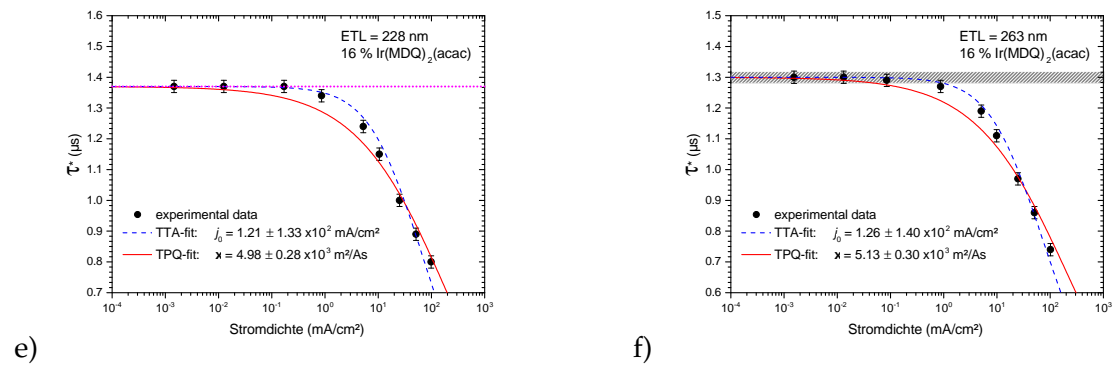 ETL = 228 nm
16 % Ir(MDQ)2(acac)
1.6
1.5
1.4
1.3
1.2
1.1
1.0
0.9
0.8
0.7
τ* (μs)
experimental data
TTA-fit: j0 = 1.21 ± 1.33 x10² mA/cm²
TPQ-fit: ϰ = 4.98 ± 0.28 x10³ m²/As
10⁻⁴ 10⁻³ 10⁻² 10⁻¹ 10⁰ 10¹ 10² 10³
Stromdichte (mA/cm²)
e)
ETL = 263 nm
16 % Ir(MDQ)2(acac)
1.5
1.4
1.3
1.2
1.1
1.0
0.9
0.8
0.7
0.6
τ* (μs)
experimental data
TTA-fit: j0 = 1.26 ± 1.40 x10² mA/cm²
TPQ-fit: ϰ = 5.13 ± 0.30 x10³ m²/As
10⁻⁴ 10⁻³ 10⁻² 10⁻¹ 10⁰ 10¹ 10² 10³
Stromdichte (mA/cm²)
f)